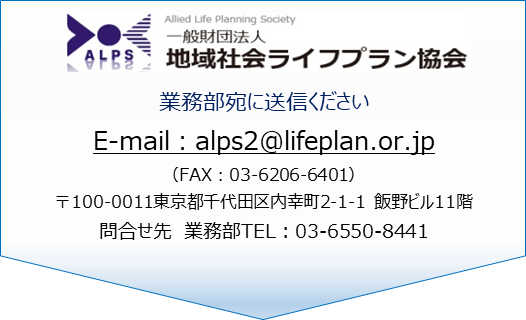 Allied Life Planning Society
一般財団法人
ALPS 地域社会ライフプラン協会
業務部宛に送信ください
E-mail：alps2@lifeplan.or.jp
（FAX：03-6206-6401）
〒100-0011東京都千代田区内幸町2-1-1 飯野ビル11階
問合せ先 業務部TEL：03-6550-8441